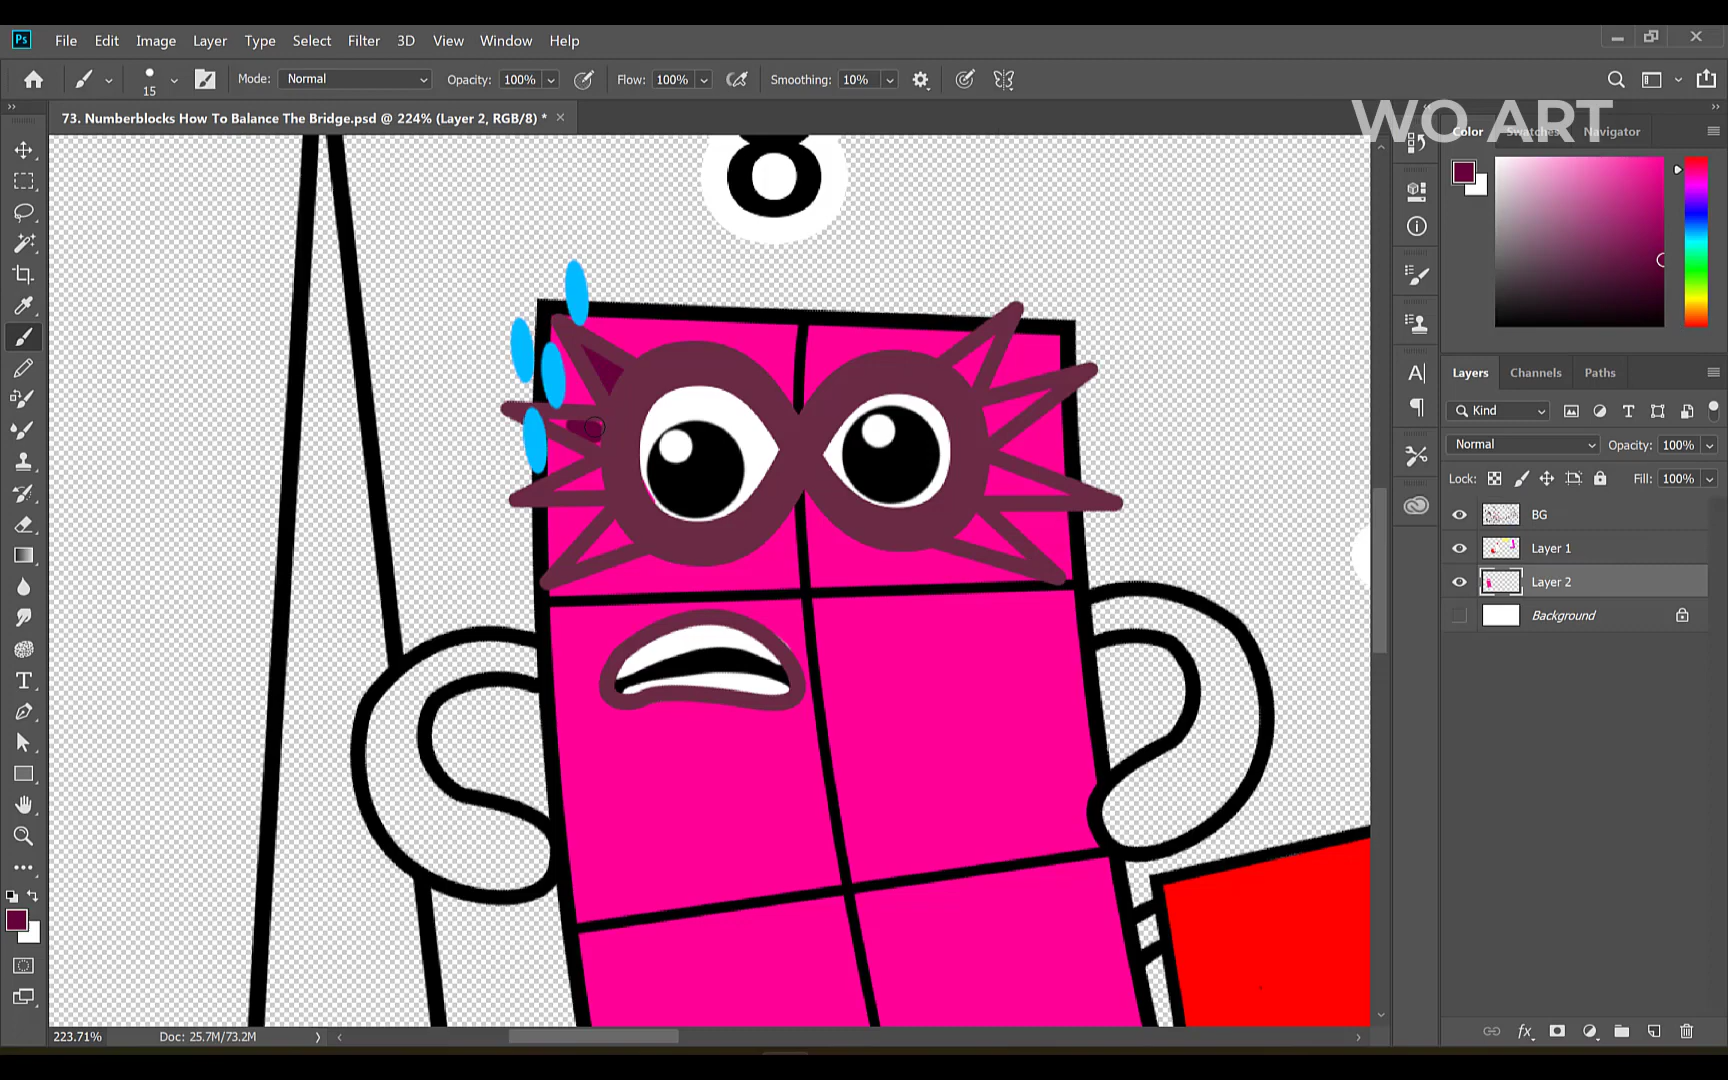 Ps File Edit Image Layer Type Select Filter 3D View Window Help
15 Mode: Normal Opacity: 100% Flow: 100% Smoothing: 10%
73. Numberblocks How To Balance The Bridge.psd @ 224% (Layer 2, RGB/8) *
WO ART
Color Swatches Navigator
8
Layers Channels Paths
Kind
Normal Opacity: 100%
Lock: Fill: 100%
BG
Layer 1
Layer 2
Background
fx
223.71% Doc: 25.7M/73.2M